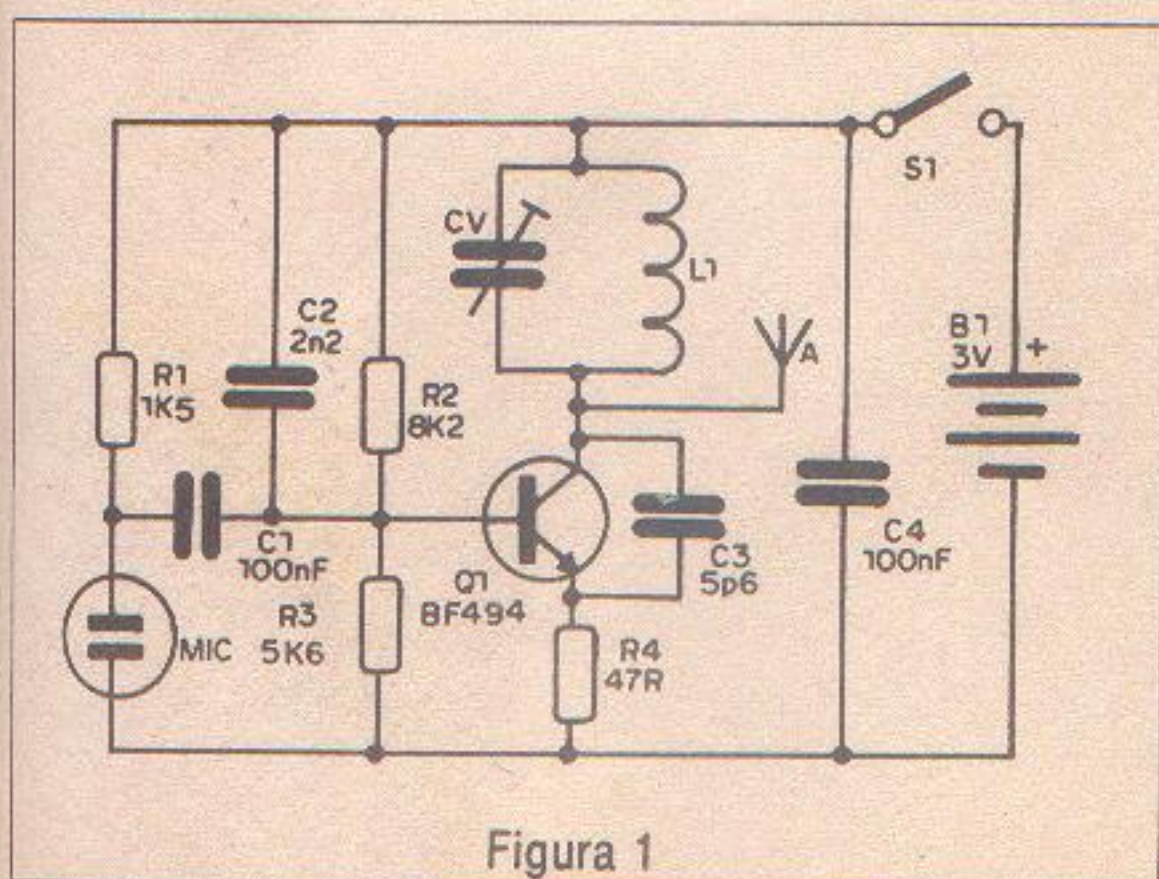 S1
CV
L1
C2
2n2
A
B1
3V
+
R1
1K5
R2
8K2
C1
100nF
Q1
BF494
C3
5p6
C4
100nF
MIC
R3
5K6
R4
47R
Figura 1